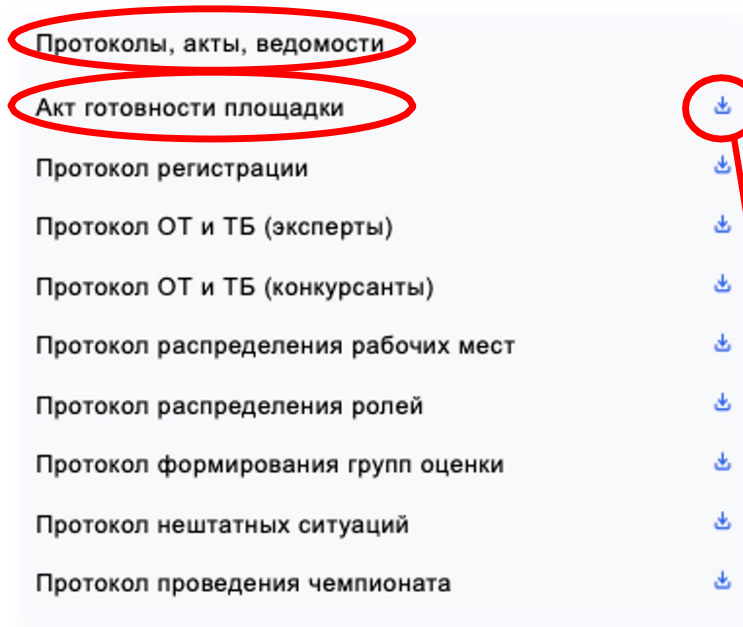 Протоколы, акты, ведомости
Акт готовности площадки
Протокол регистрации
Протокол ОТ и ТБ (эксперты)
Протокол ОТ и ТБ (конкурсанты)
Протокол распределения рабочих мест
Протокол распределения ролей
Протокол формирования групп оценки
Протокол нештатных ситуаций
Протокол проведения чемпионата